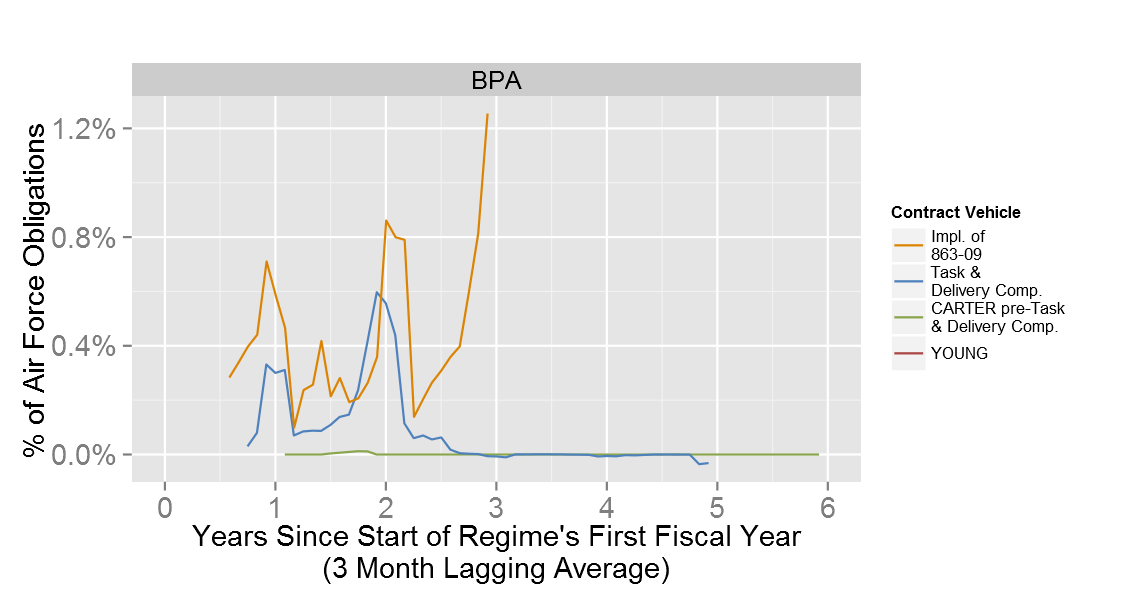 BPA
% of Air Force Obligations
1.2%
0.8%
0.4%
0.0%
0 1 2 3 4 5 6
Years Since Start of Regime's First Fiscal Year
(3 Month Lagging Average)
Contract Vehicle
Impl. of
863-09
Task &
Delivery Comp.
CARTER pre-Task
& Delivery Comp.
YOUNG